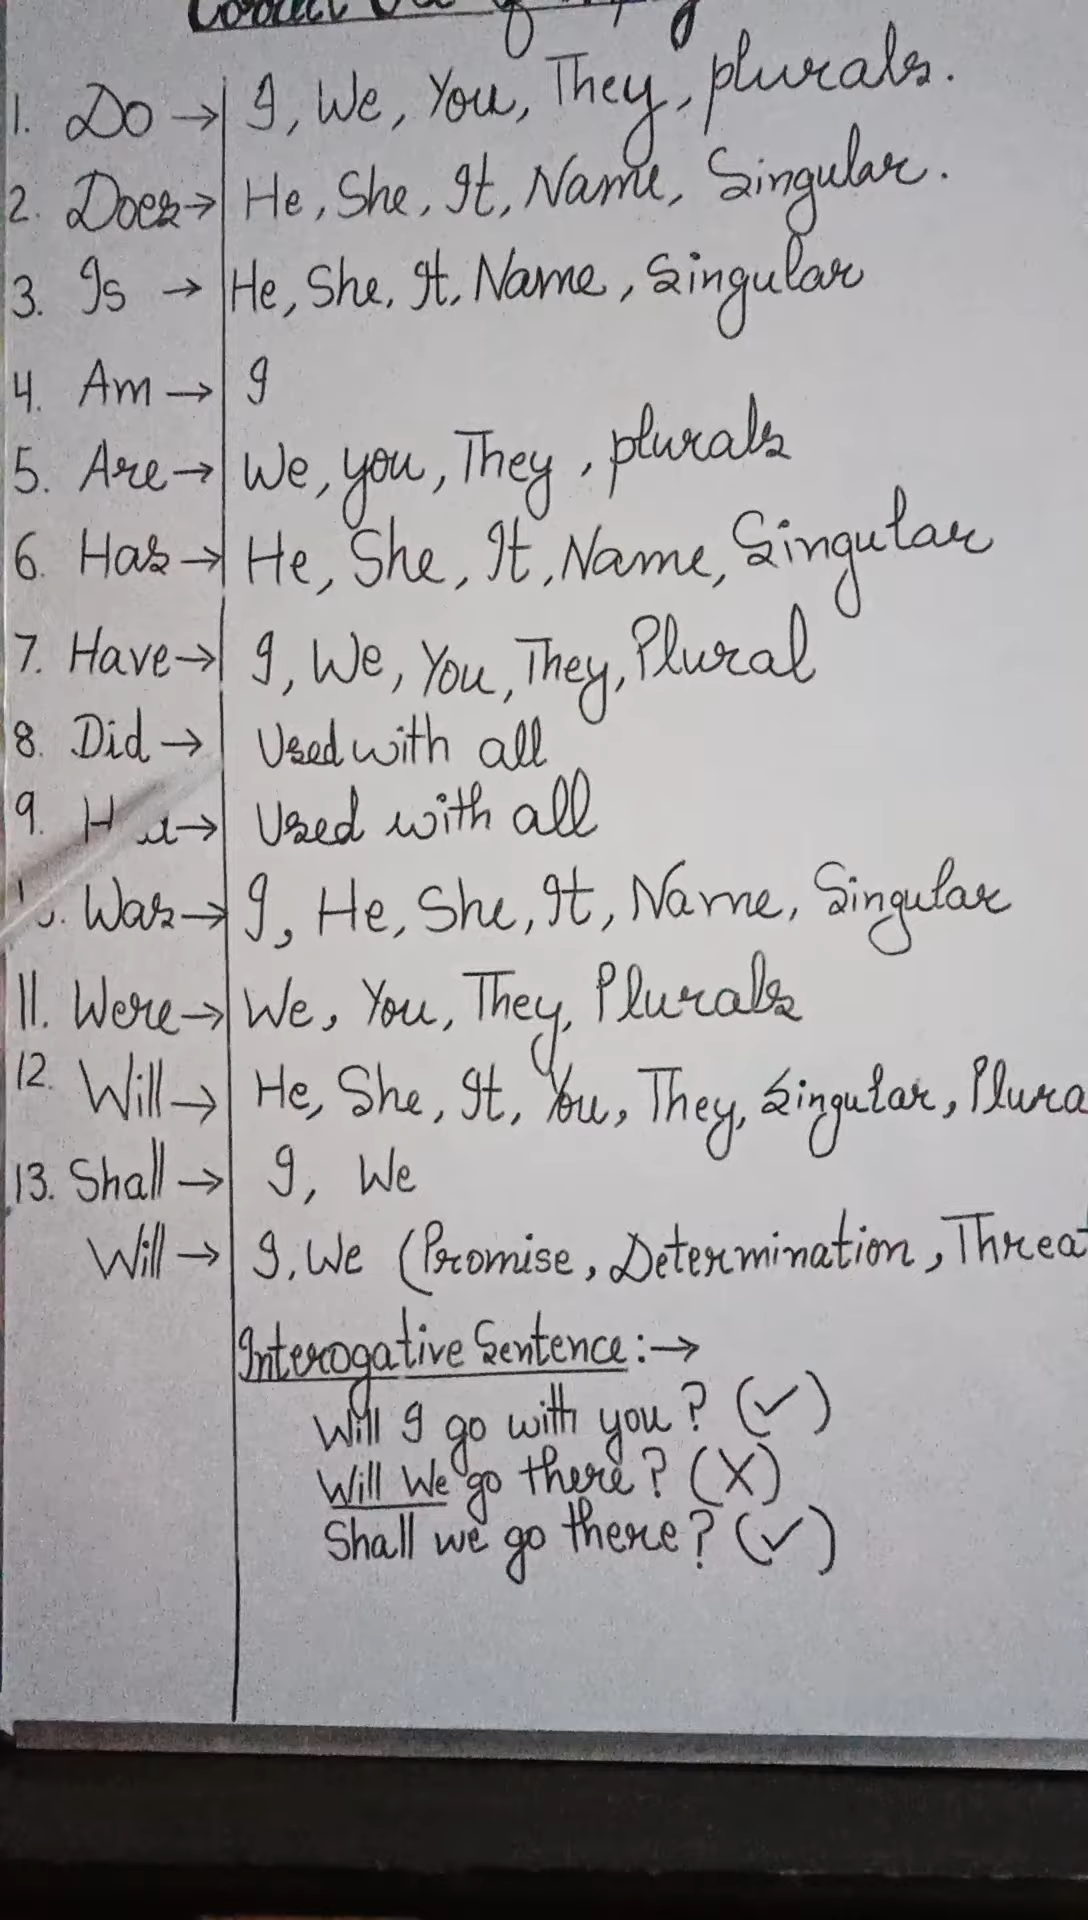 of
1. Do → I, We, You, They, plurals.
2. Does → He, She, It, Name, Singular.
3. Is → He, She, It, Name, Singular
4. Am → I
5. Are → We, you, They, plurals
6. Has → He, She, It, Name, Singular
7. Have → I, We, You, They, Plural
8. Did → Used with all
9. → Used with all
Was → I, He, She, It, Name, Singular
11. Were → We, You, They, Plurals
12. Will → He, She, It, You, They, Singular, Plura
13. Shall → I, We
Will → I, We (Promise, Determination, Threat
Interogative Sentence :→
Will I go with you? (✓)
Will We go there? (X)
Shall we go there? (✓)